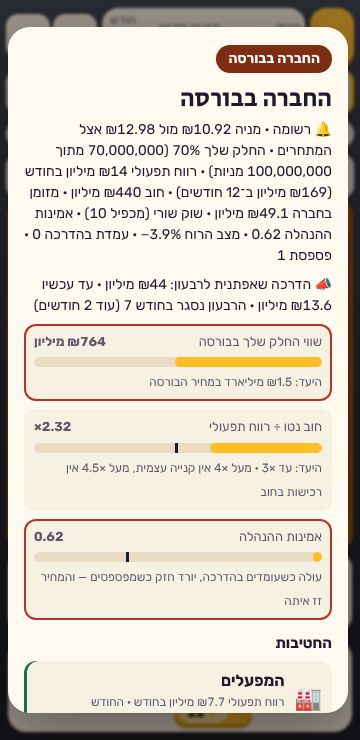 החברה בבורסה
החברה בבורסה
🔔 רשומה • מניה ₪10.92 מול ₪12.98 אצל
המתחרים • החלק שלך 70% (70,000,000 מתוך
100,000,000 מניות) • רווח תפעולי ₪14 מיליון בחודש
(₪169 מיליון ב־12 חודשים) • חוב ₪440 מיליון • מזומן
בחברה ₪49.1 מיליון • שוק שורי (מכפיל 10) • אמינות
ההנהלה 0.62 • מצב הרוח −3.9% • עמדת בהדרכה 0 •
פספסת 1
📣 הדרכה שאפתנית לרבעון: ₪44 מיליון • עד עכשיו
₪13.6 מיליון • הרבעון נסגר בחודש 7 (עוד 2 חודשים)
שווי החלק שלך בבורסה ₪764 מיליון
היעד: ₪1.5 מיליארד במחיר הבורסה
חוב נטו ÷ רווח תפעולי ×2.32
היעד: עד ×3 • מעל ×4 אין קנייה עצמית, מעל ×4.5 אין
רכישות בחוב
אמינות ההנהלה 0.62
עולה כשעומדים בהדרכה, יורד חזק כשמפספסים — והמחיר
זז איתה
החטיבות
המפעלים
רווח תפעולי ₪7.7 מיליון בחודש • החודש